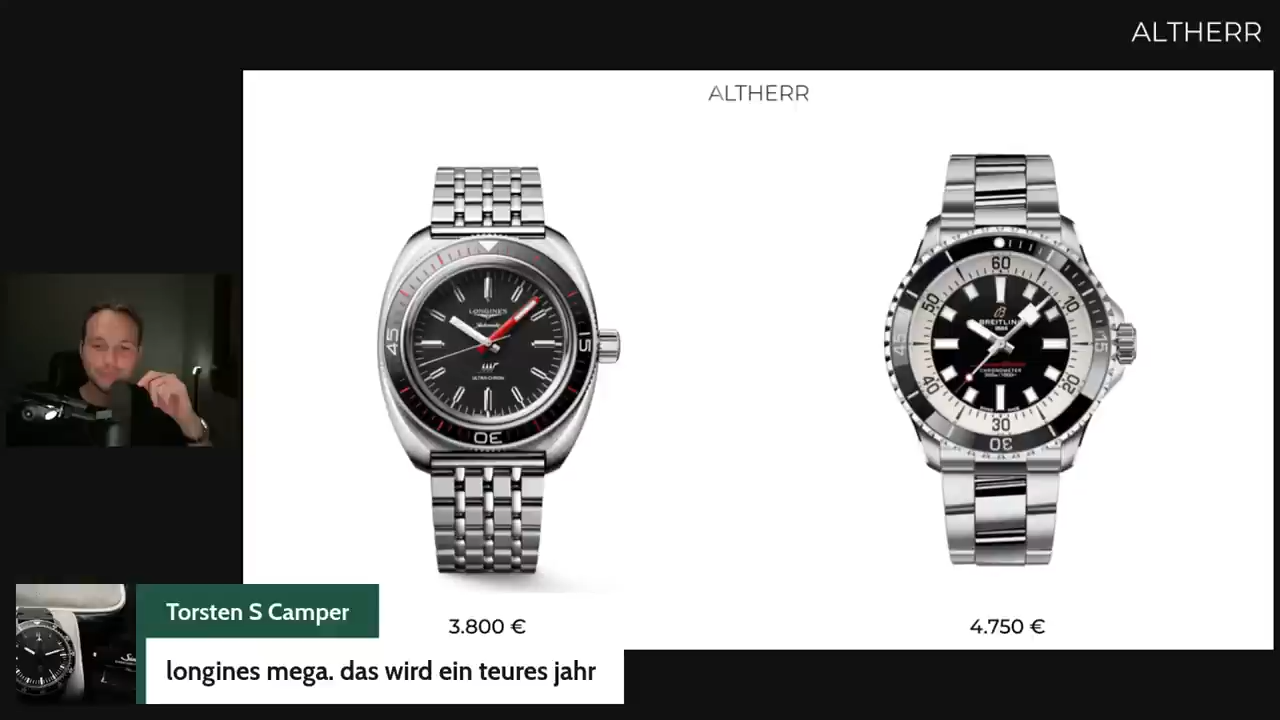 ALTHERR
ALTHERR
LONGINES
Automatic
ULTRA-CHRON
45
15
30
60
50
10
45
15
40
20
30
30
BREITLING
1884
CHRONOMETER
3.800 €
4.750 €
Torsten S Camper
longines mega. das wird ein teures jahr